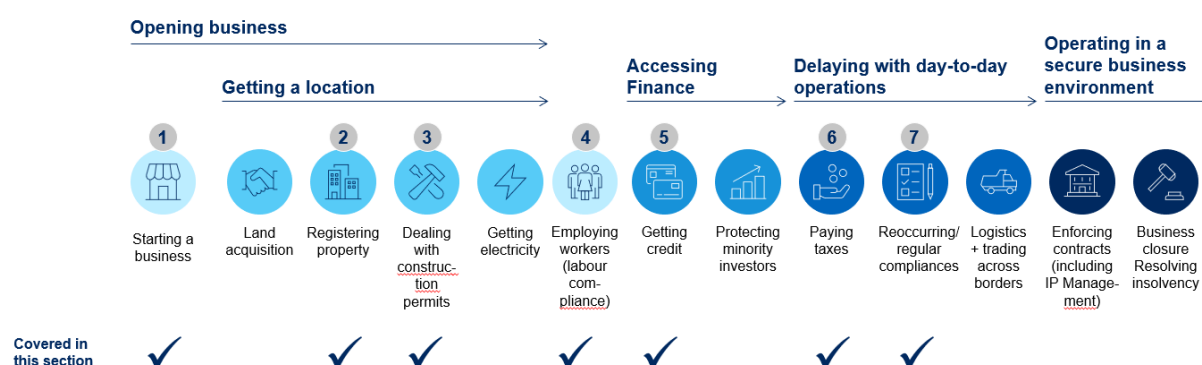 Opening business
Getting a location
Accessing
Finance
Delaying with day-to-day
operations
Operating in a
secure business
environment
1
2
3
4
5
6
7
Starting a
business
Land
acquisition
Registering
property
Dealing
with
construc-
tion
permits
Getting
electricity
Employing
workers
(labour
com-
pliance)
Getting
credit
Protecting
minority
investors
Paying
taxes
Reoccurring/
regular
compliances
Logistics
+ trading
across
borders
Enforcing
contracts
(including
IP Manage-
ment)
Business
closure
Resolving
insolvency
Covered in
this section